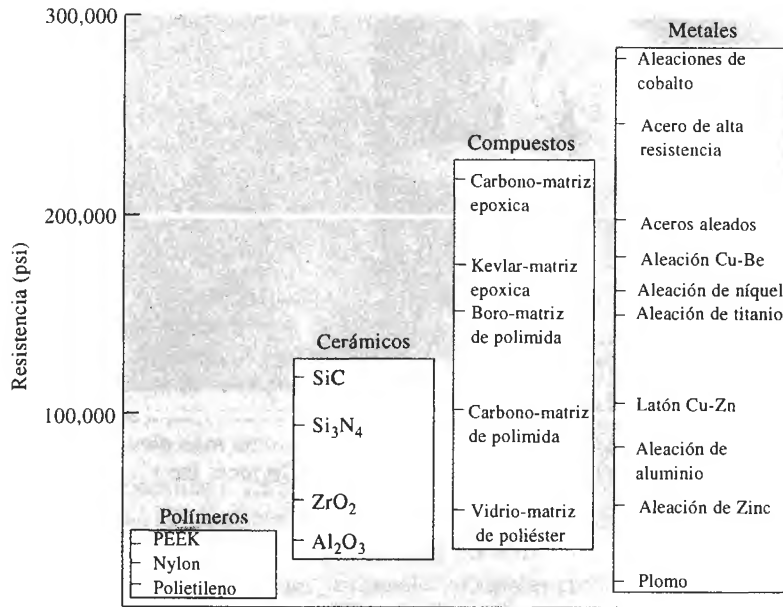 300,000
200,000
100,000
Resistencia (psi)
Polímeros
PEEK
Nylon
Polietileno
Cerámicos
SiC
Si₃N₄
ZrO₂
Al₂O₃
Compuestos
Carbono-matriz
epoxica
Kevlar-matriz
epoxica
Boro-matriz
de polimida
Carbono-matriz
de polimida
Vidrio-matriz
de poliéster
Metales
Aleaciones de
cobalto
Acero de alta
resistencia
Aceros aleados
Aleación Cu-Be
Aleación de níquel
Aleación de titanio
Latón Cu-Zn
Aleación de
aluminio
Aleación de Zinc
Plomo